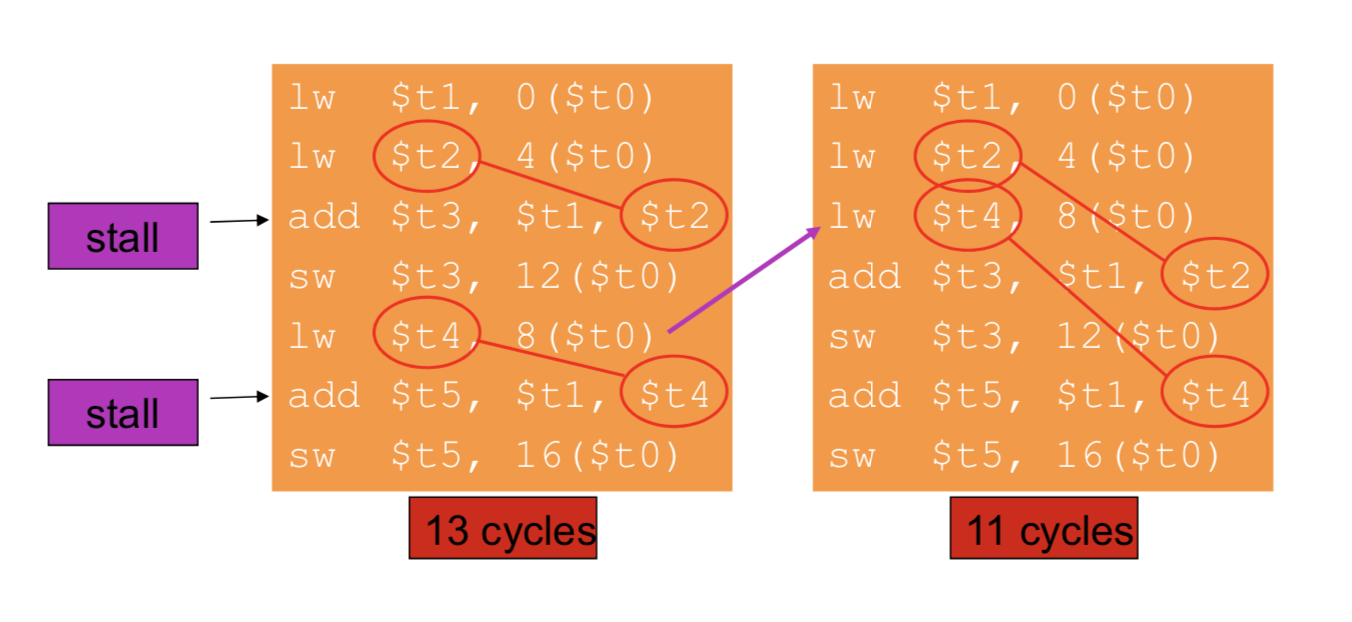 lw $t1, 0($t0)
lw $t2, 4($t0)
stall
add $t3, $t1, $t2
sw $t3, 12($t0)
lw $t4, 8($t0)
stall
add $t5, $t1, $t4
sw $t5, 16($t0)
13 cycles
lw $t1, 0($t0)
lw $t2, 4($t0)
lw $t4, 8($t0)
add $t3, $t1, $t2
sw $t3, 12($t0)
add $t5, $t1, $t4
sw $t5, 16($t0)
11 cycles